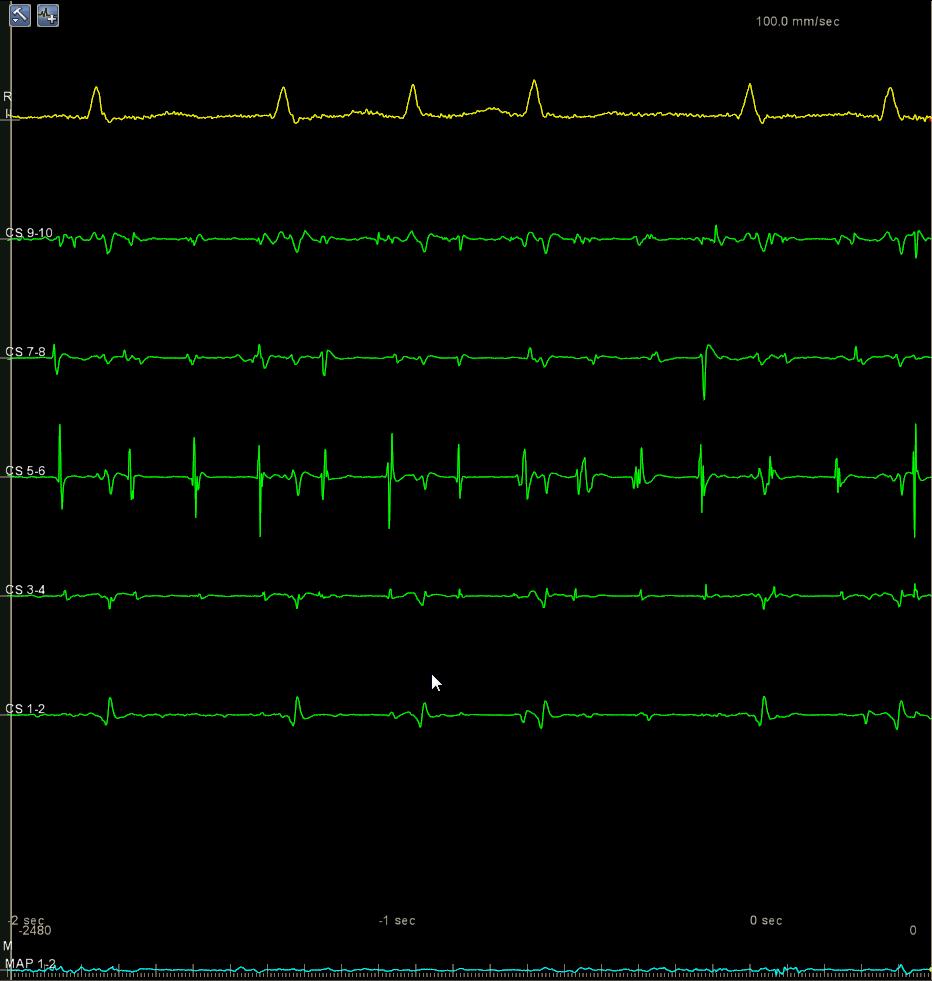 100.0 mm/sec
R
CS 9-10
CS 7-8
CS 5-6
CS 3-4
CS 1-2
-2 sec
-1 sec
0 sec
-2480
0
M
MAP 1-2